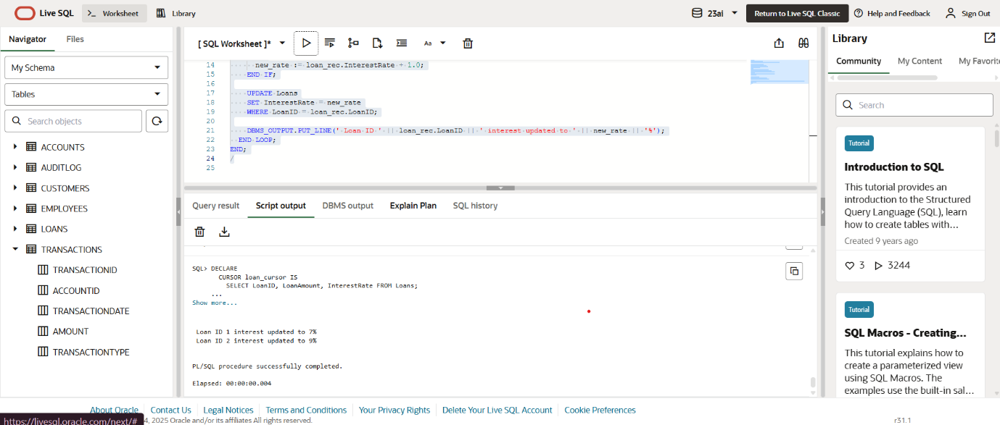 Live SQL
Worksheet
Library
23ai
Return to Live SQL Classic
Help and Feedback
Sign Out
Navigator
Files
My Schema
Tables
Search objects
ACCOUNTS
AUDITLOG
CUSTOMERS
EMPLOYEES
LOANS
TRANSACTIONS
TRANSACTIONID
ACCOUNTID
TRANSACTIONDATE
AMOUNT
TRANSACTIONTYPE
[ SQL Worksheet ]*
Aa
14 new_rate := loan_rec.InterestRate + 1.0;
15 END IF;
16
17 UPDATE Loans
18 SET InterestRate = new_rate
19 WHERE LoanID = loan_rec.LoanID;
20
21 DBMS_OUTPUT.PUT_LINE(' Loan ID ' || loan_rec.LoanID || ' interest updated to ' || new_rate || '%');
22 END LOOP;
23 END;
24 /
25
Query result
Script output
DBMS output
Explain Plan
SQL history
SQL> DECLARE
CURSOR loan_cursor IS
SELECT LoanID, LoanAmount, InterestRate FROM Loans;
...
Show more...
Loan ID 1 interest updated to 7%
Loan ID 2 interest updated to 9%
PL/SQL procedure successfully completed.
Elapsed: 00:00:00.004
Library
Community
My Content
My Favorite
Search
Tutorial
Introduction to SQL
This tutorial provides an
introduction to the Structured
Query Language (SQL), learn
how to create tables with...
Created 9 years ago
3 3244
Tutorial
SQL Macros - Creating...
This tutorial explains how to
create a parameterized view
using SQL Macros. The
examples use the built-in sal...
About Oracle
Contact Us
Legal Notices
Terms and Conditions
Your Privacy Rights
Delete Your Live SQL Account
Cookie Preferences
https://livesql.oracle.com/next/#
4, 2025 Oracle and/or its affiliates All rights reserved.
r31.1